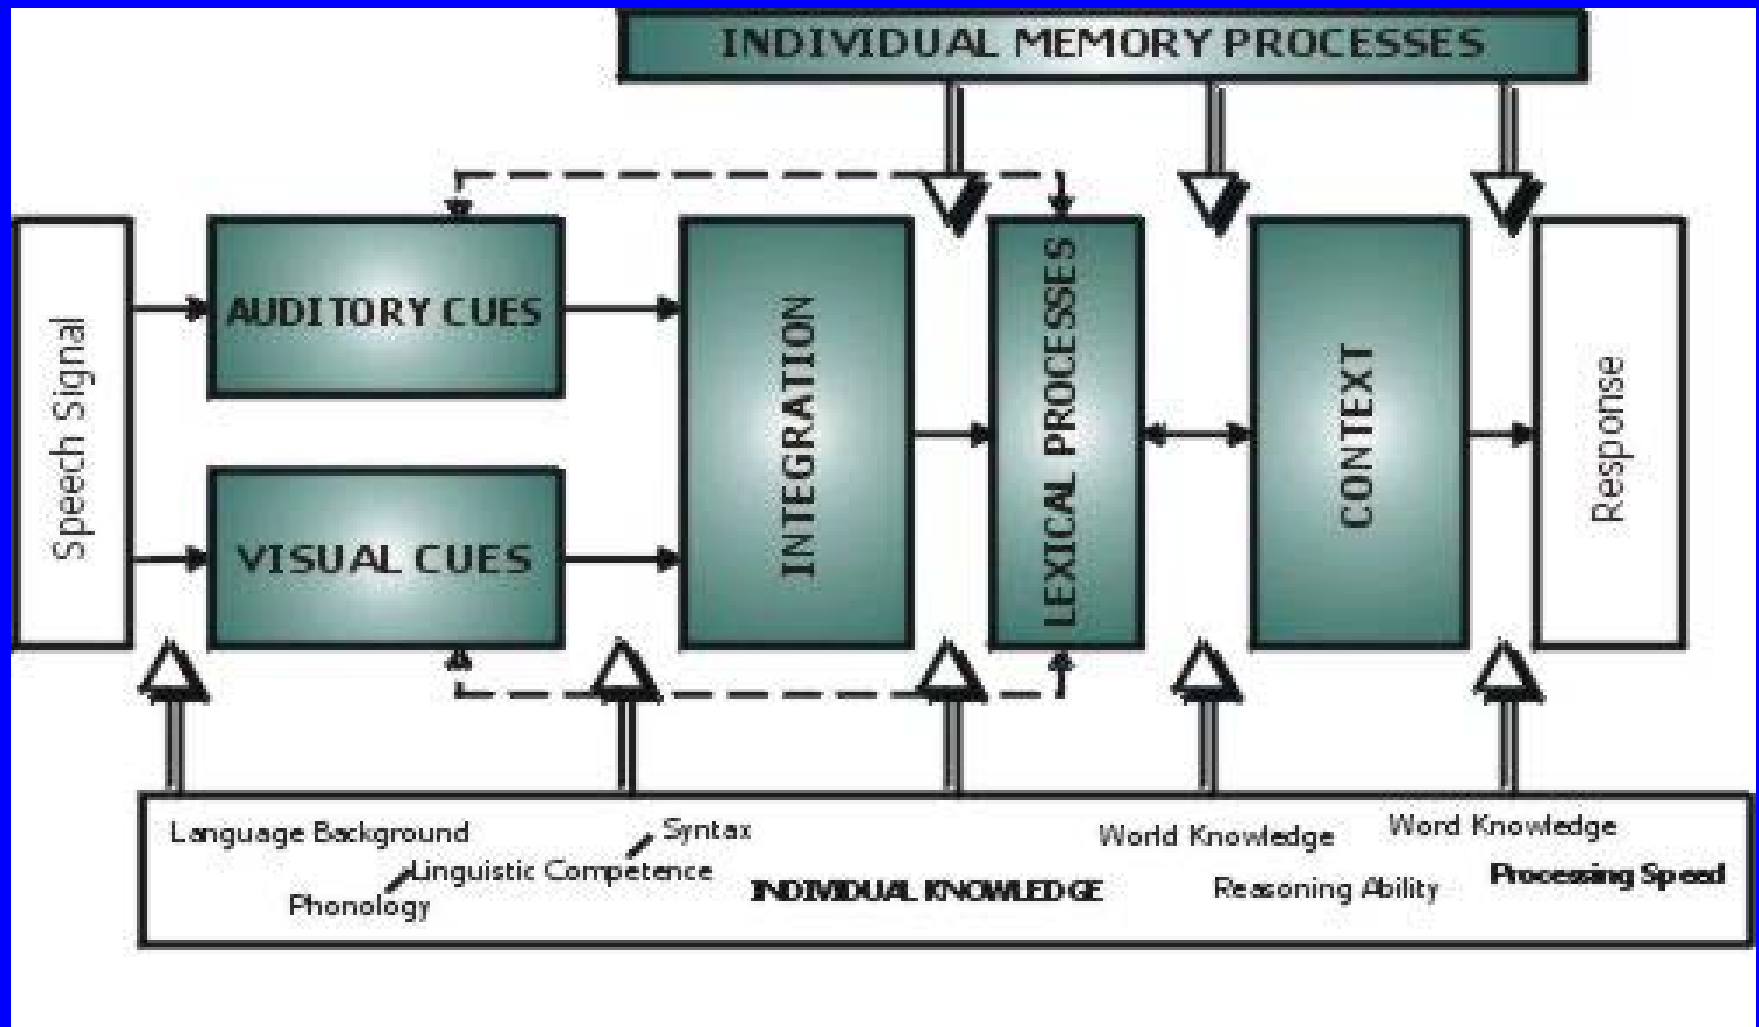 INDIVIDUAL MEMORY PROCESSES
Speech Signal
AUDITORY CUES
VISUAL CUES
INTEGRATION
LEXICAL PROCESSES
CONTEXT
Response
Language Background
Syntax
Linguistic Competence
Phonology
INDIVIDUAL KNOWLEDGE
World Knowledge
Word Knowledge
Reasoning Ability
Processing Speed